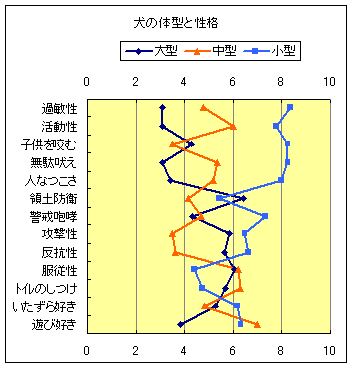 犬の体型と性格
大型 中型 小型
0 2 4 6 8 10
過敏性
活動性
子供を咬む
無駄吠え
人なつこさ
領土防衛
警戒咆哮
攻撃性
反抗性
服従性
トイレのしつけ
いたずら好き
遊び好き
0 2 4 6 8 10